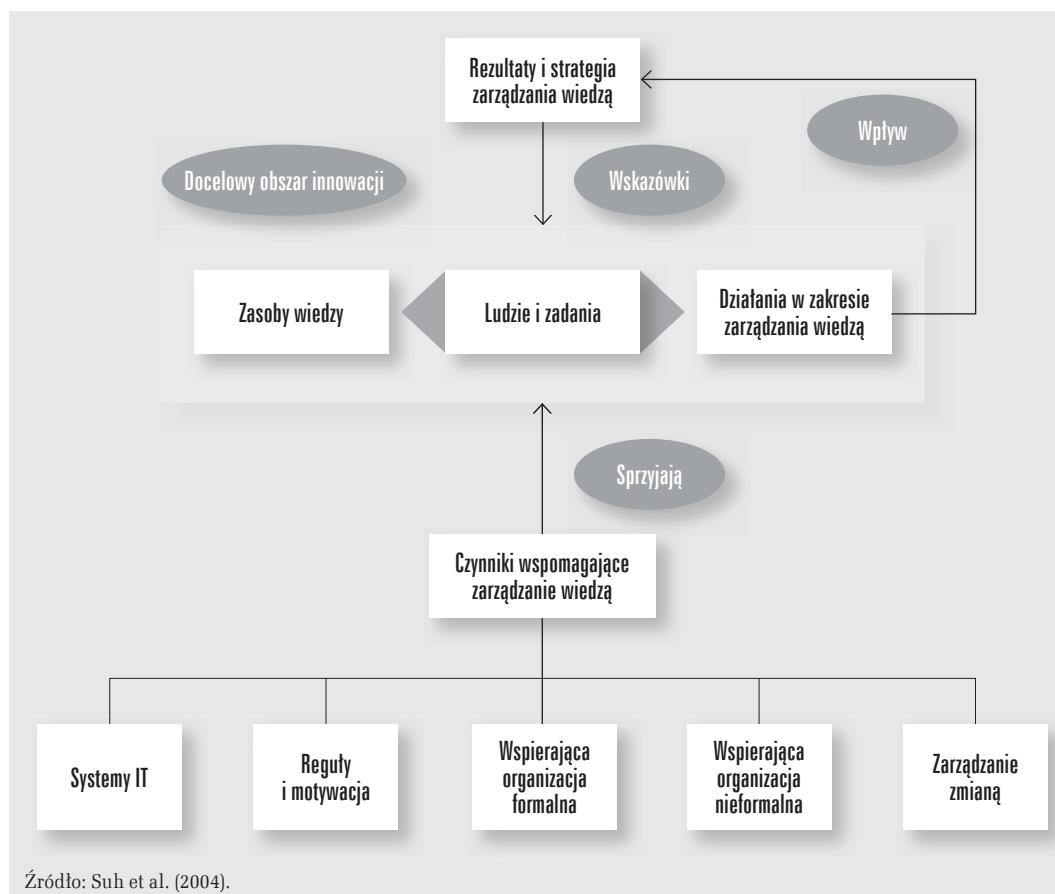 Rezultaty i strategia
zarządzania wiedzą
Wpływ
Docelowy obszar innowacji
Wskazówki
Zasoby wiedzy
Ludzie i zadania
Działania w zakresie
zarządzania wiedzą
Sprzyjają
Czynniki wspomagające
zarządzanie wiedzą
Systemy IT
Reguły
i motywacja
Wspierająca
organizacja
formalna
Wspierająca
organizacja
nieformalna
Zarządzanie
zmianą
Źródło: Suh et al. (2004).